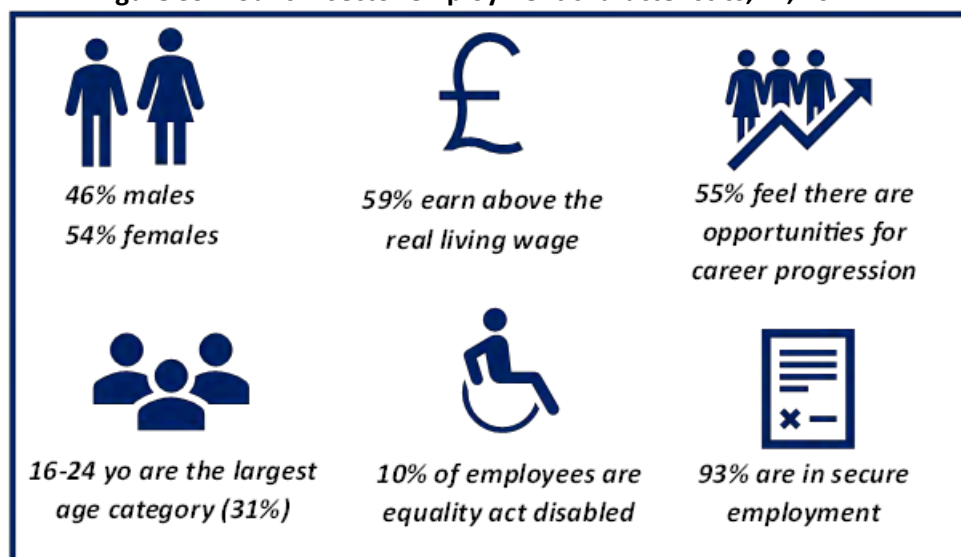 46% males
54% females
59% earn above the
real living wage
55% feel there are
opportunities for
career progression
16-24 yo are the largest
age category (31%)
10% of employees are
equality act disabled
93% are in secure
employment